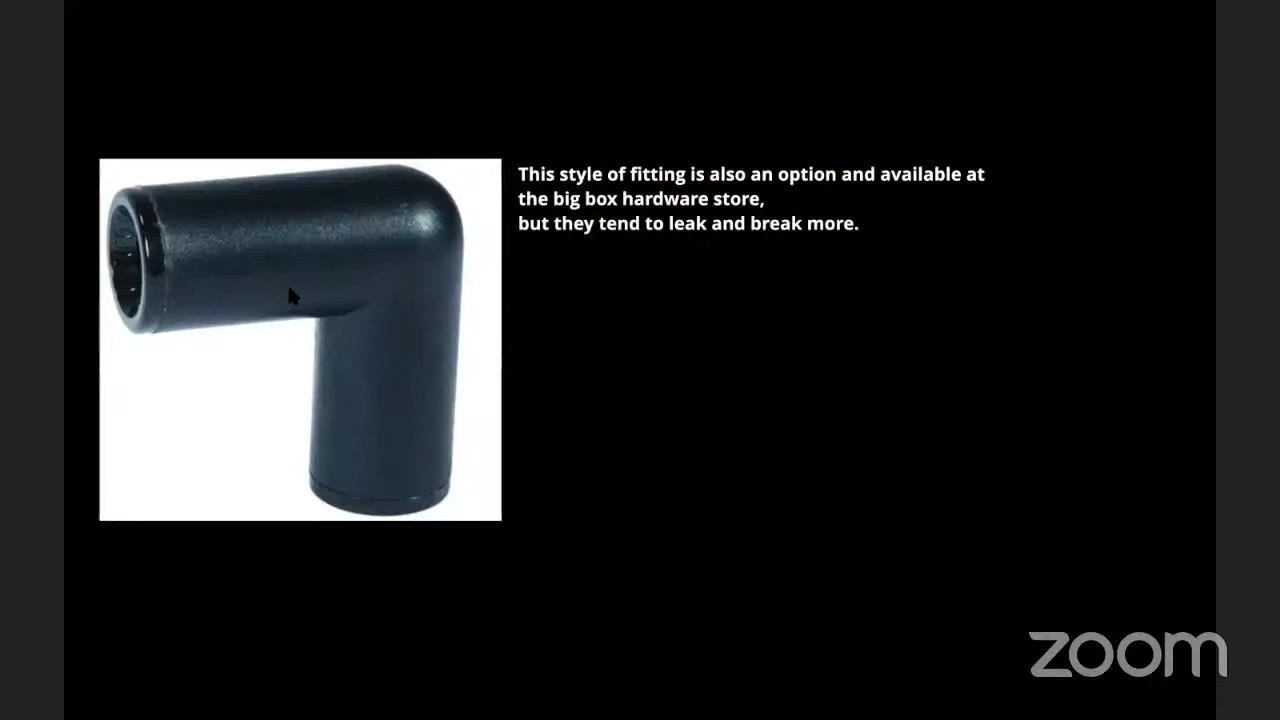 This style of fitting is also an option and available at
the big box hardware store,
but they tend to leak and break more.
zoom